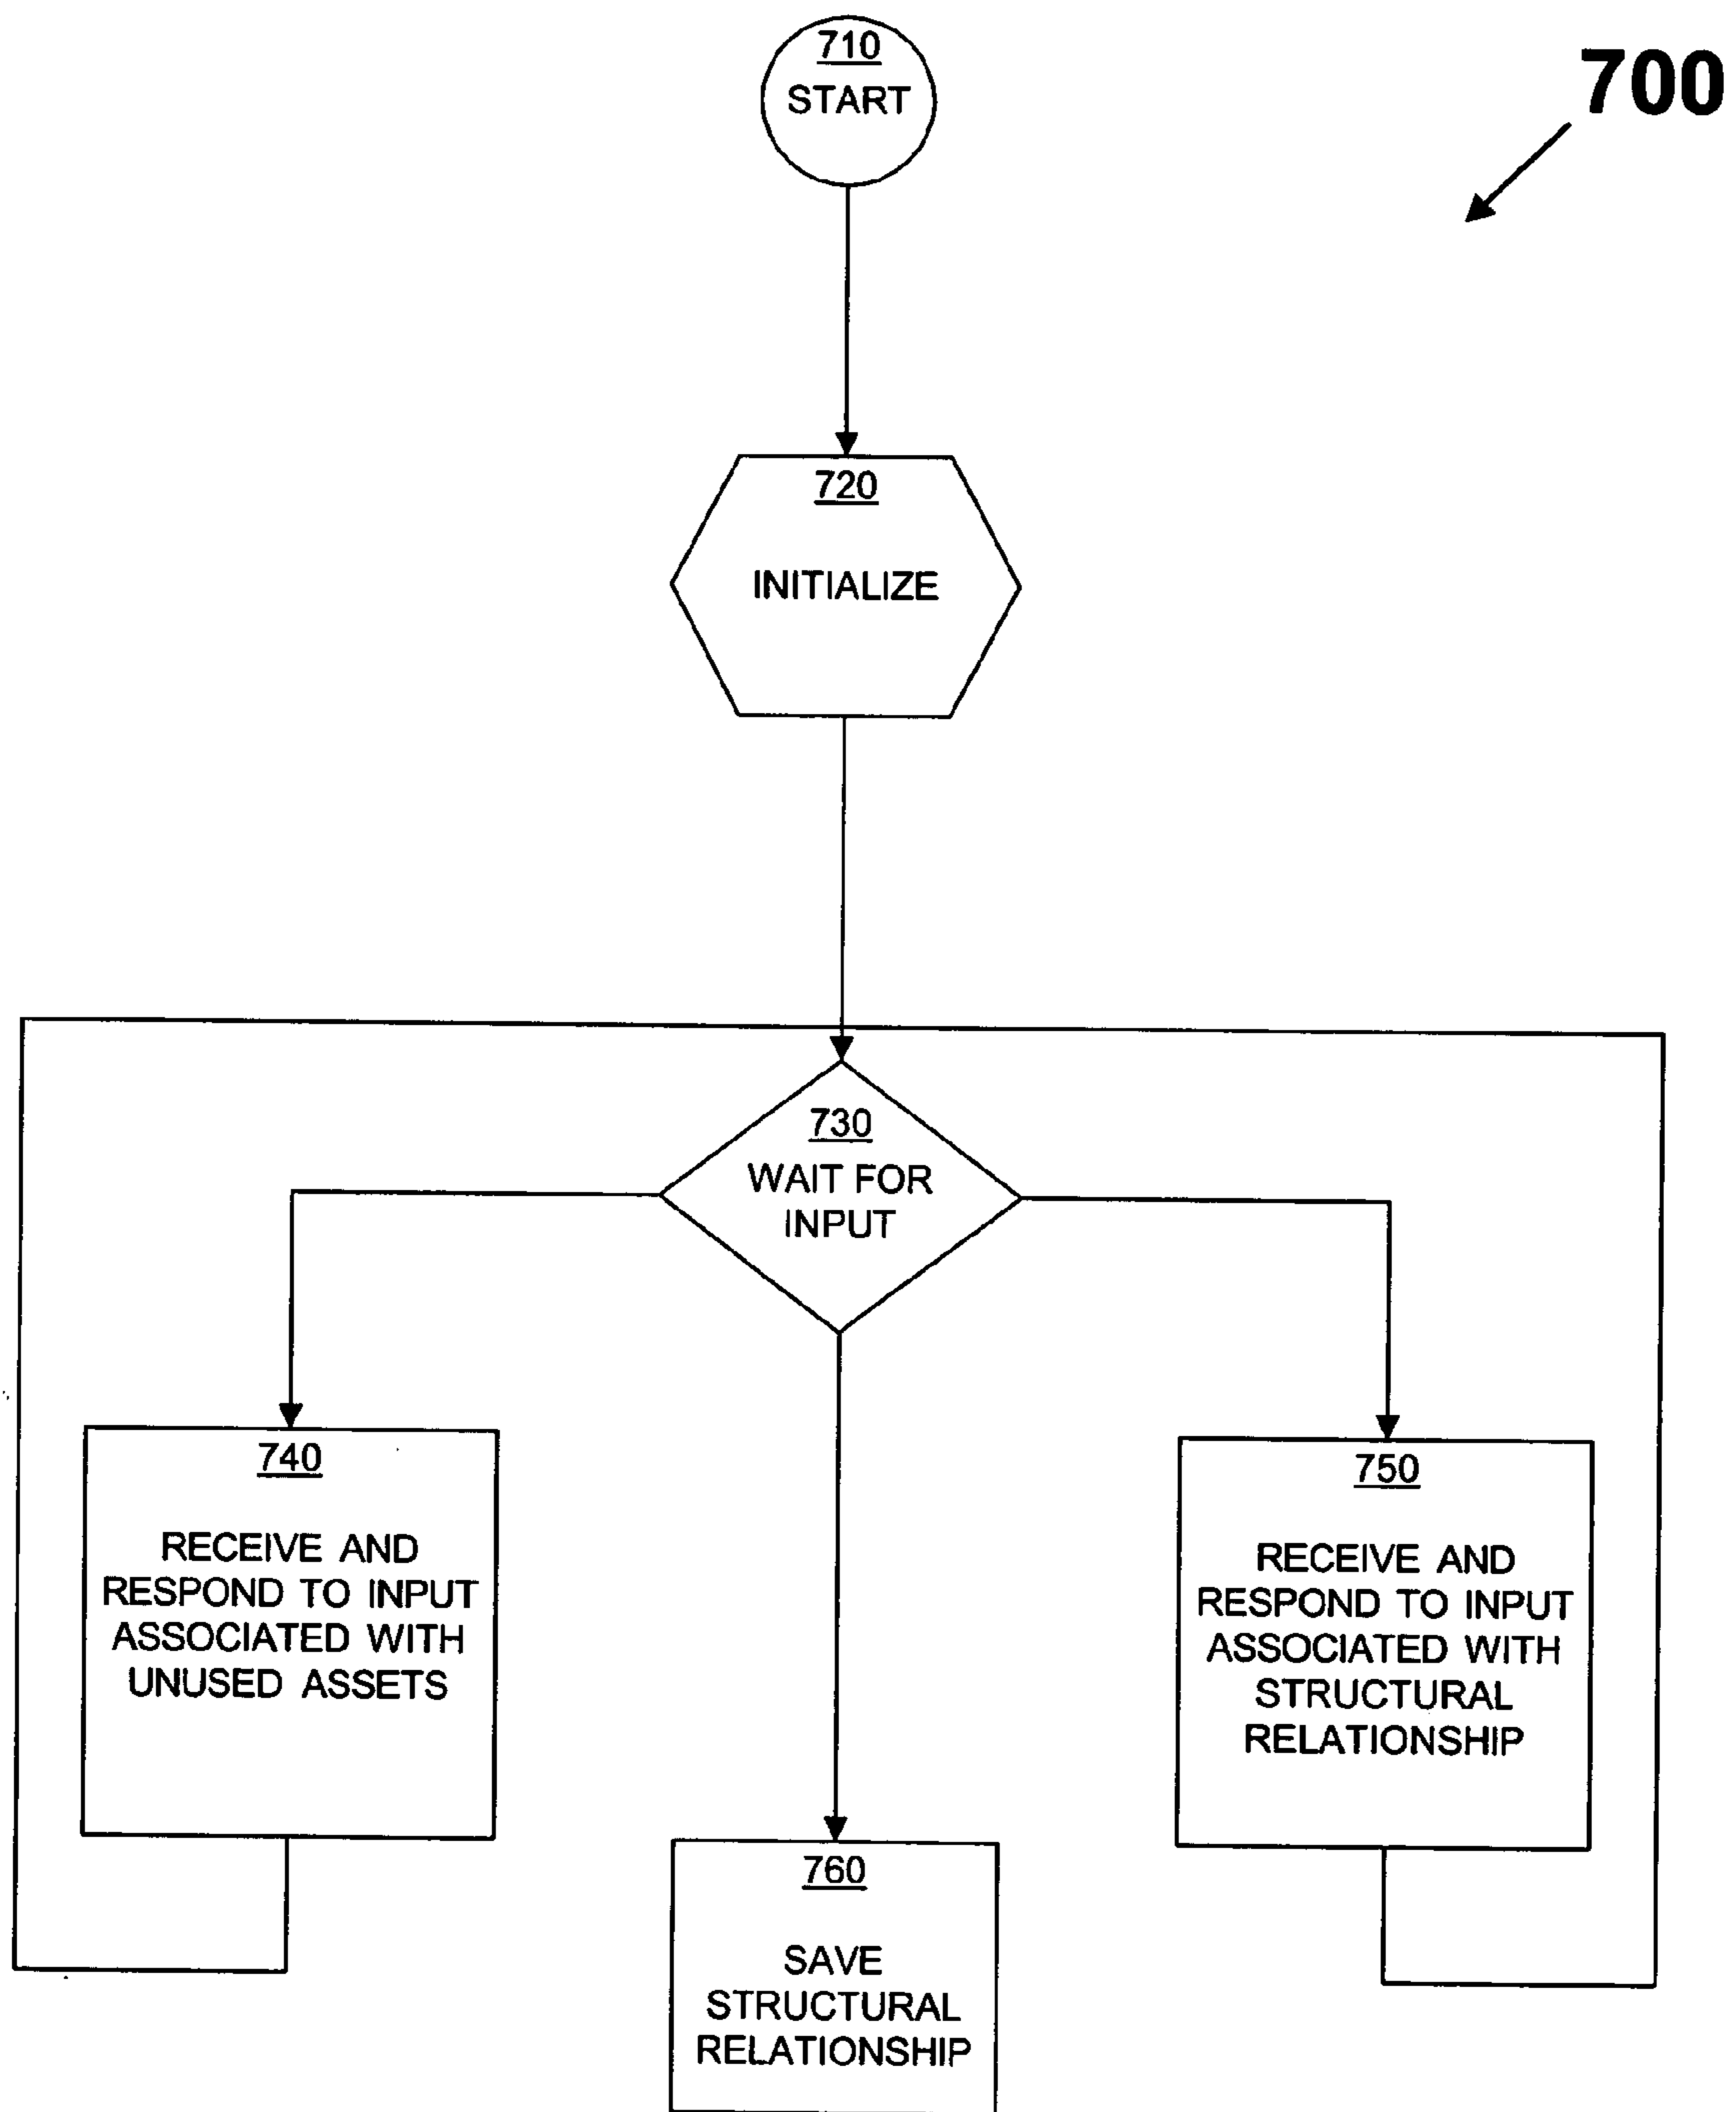 710
START
700
720
INITIALIZE
730
WAIT FOR
INPUT
740
RECEIVE AND
RESPOND TO INPUT
ASSOCIATED WITH
UNUSED ASSETS
750
RECEIVE AND
RESPOND TO INPUT
ASSOCIATED WITH
STRUCTURAL
RELATIONSHIP
760
SAVE
STRUCTURAL
RELATIONSHIP